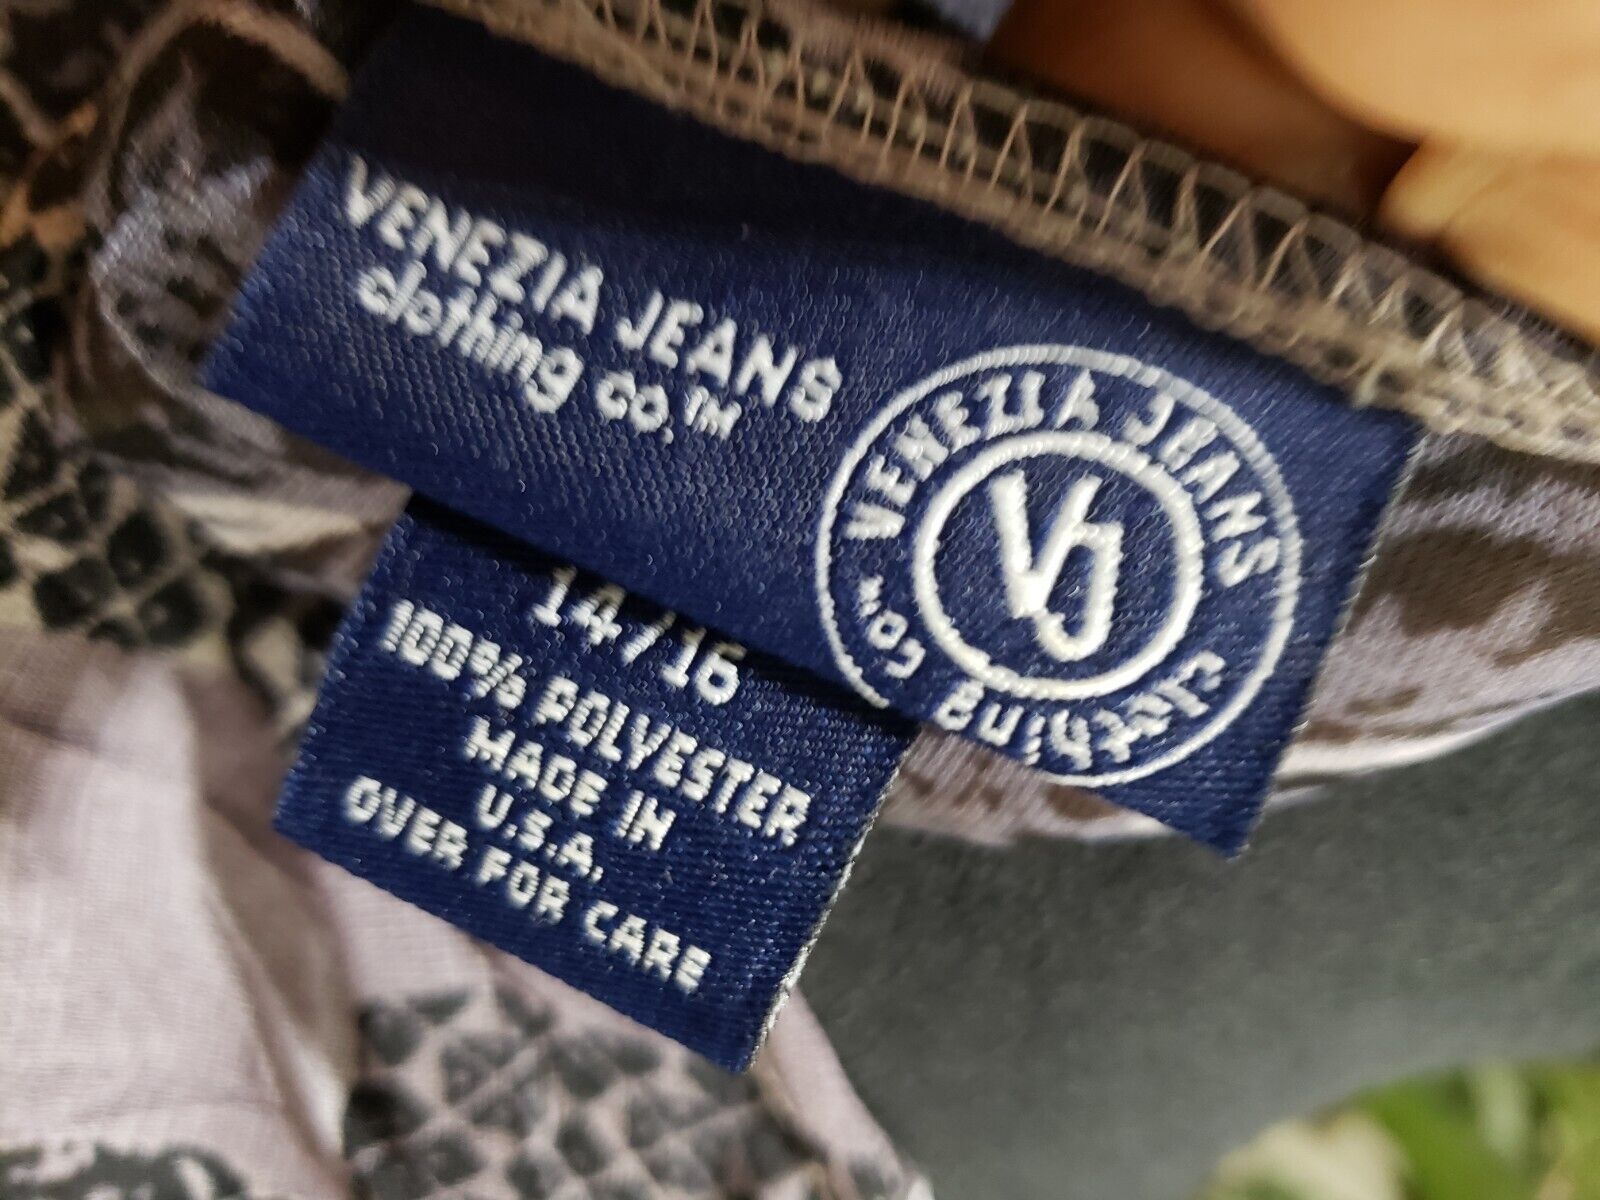 VENEZIA JEANS
clothing co.™
VENEZIA JEANS
clothing co.™
VJ
14/16
100% POLYESTER
MADE IN
U.S.A.
OVER FOR CARE